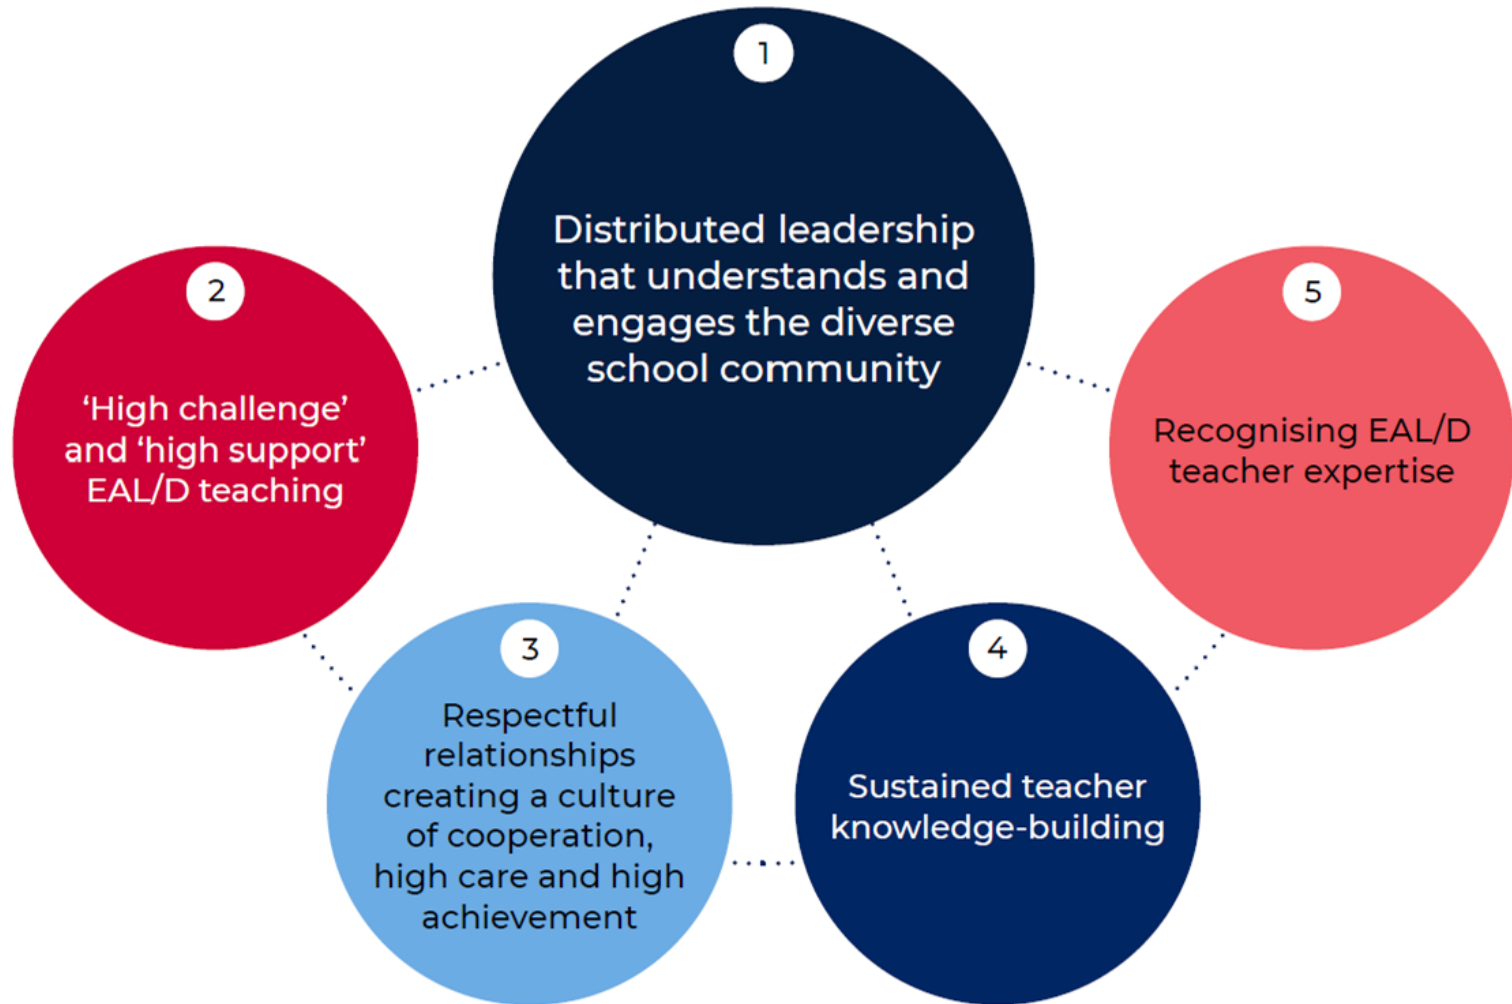 1
Distributed leadership
that understands and
engages the diverse
school community
2
‘High challenge’
and ‘high support’
EAL/D teaching
3
Respectful
relationships
creating a culture
of cooperation,
high care and high
achievement
4
Sustained teacher
knowledge-building
5
Recognising EAL/D
teacher expertise